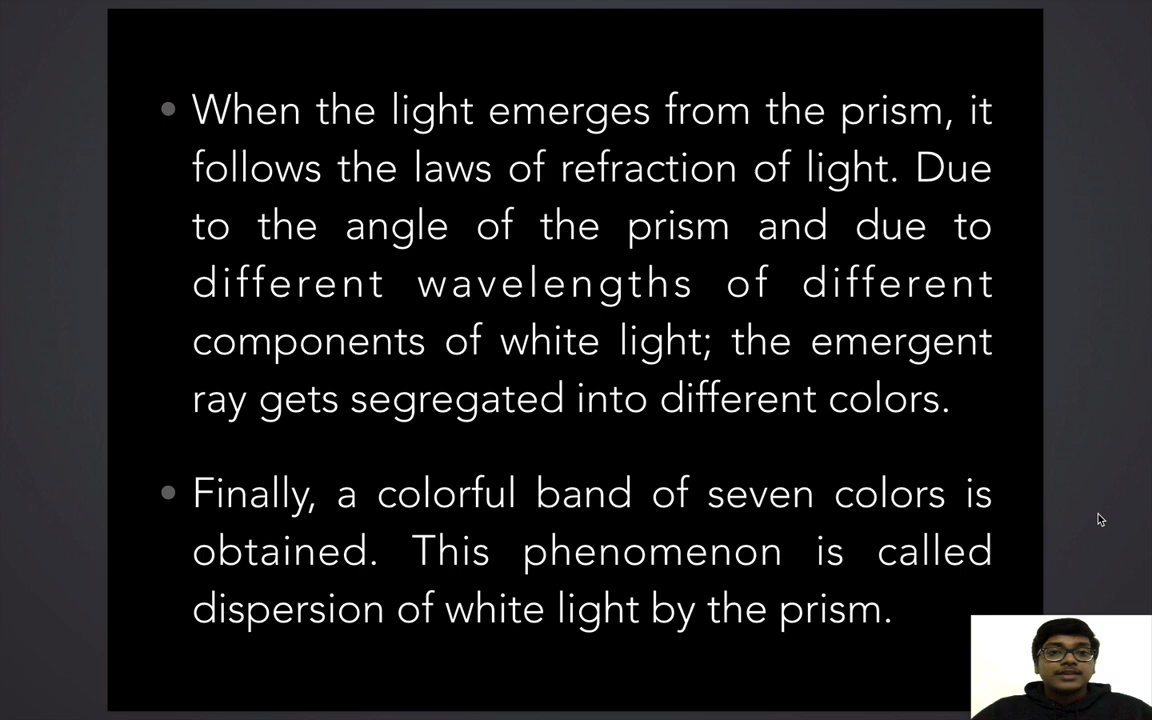 When the light emerges from the prism, it
follows the laws of refraction of light. Due
to the angle of the prism and due to
different wavelengths of different
components of white light; the emergent
ray gets segregated into different colors.
Finally, a colorful band of seven colors is
obtained. This phenomenon is called
dispersion of white light by the prism.